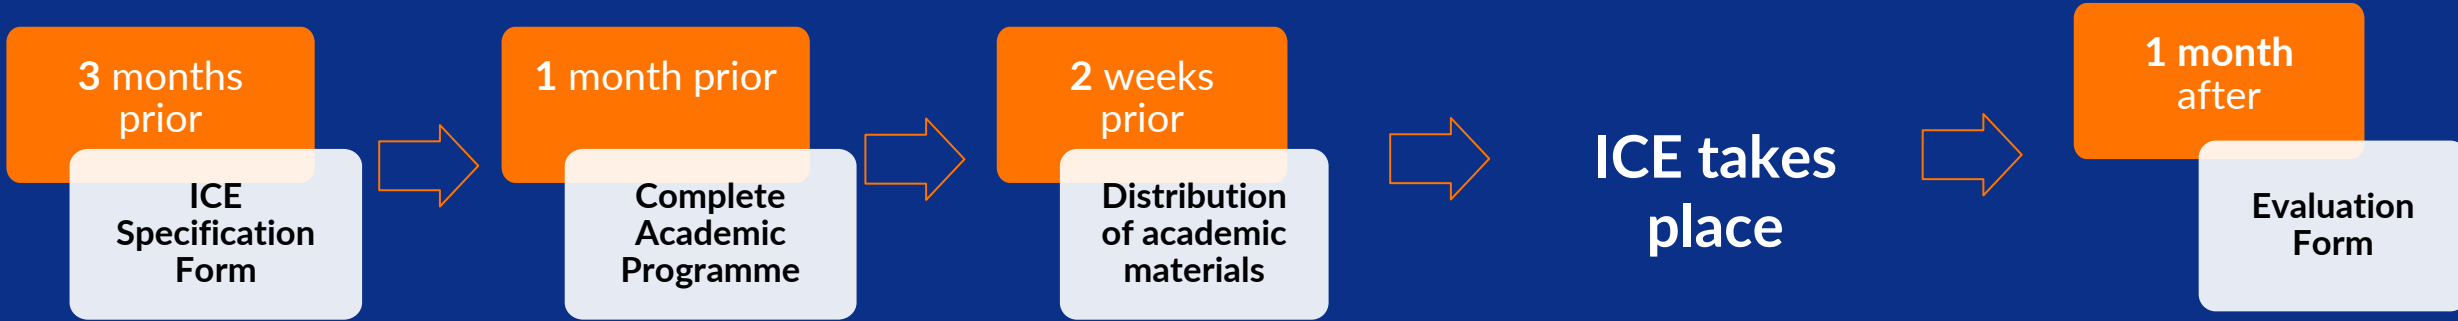 3 months
prior
ICE
Specification
Form
1 month prior
Complete
Academic
Programme
2 weeks
prior
Distribution
of academic
materials
ICE takes
place
1 month
after
Evaluation
Form